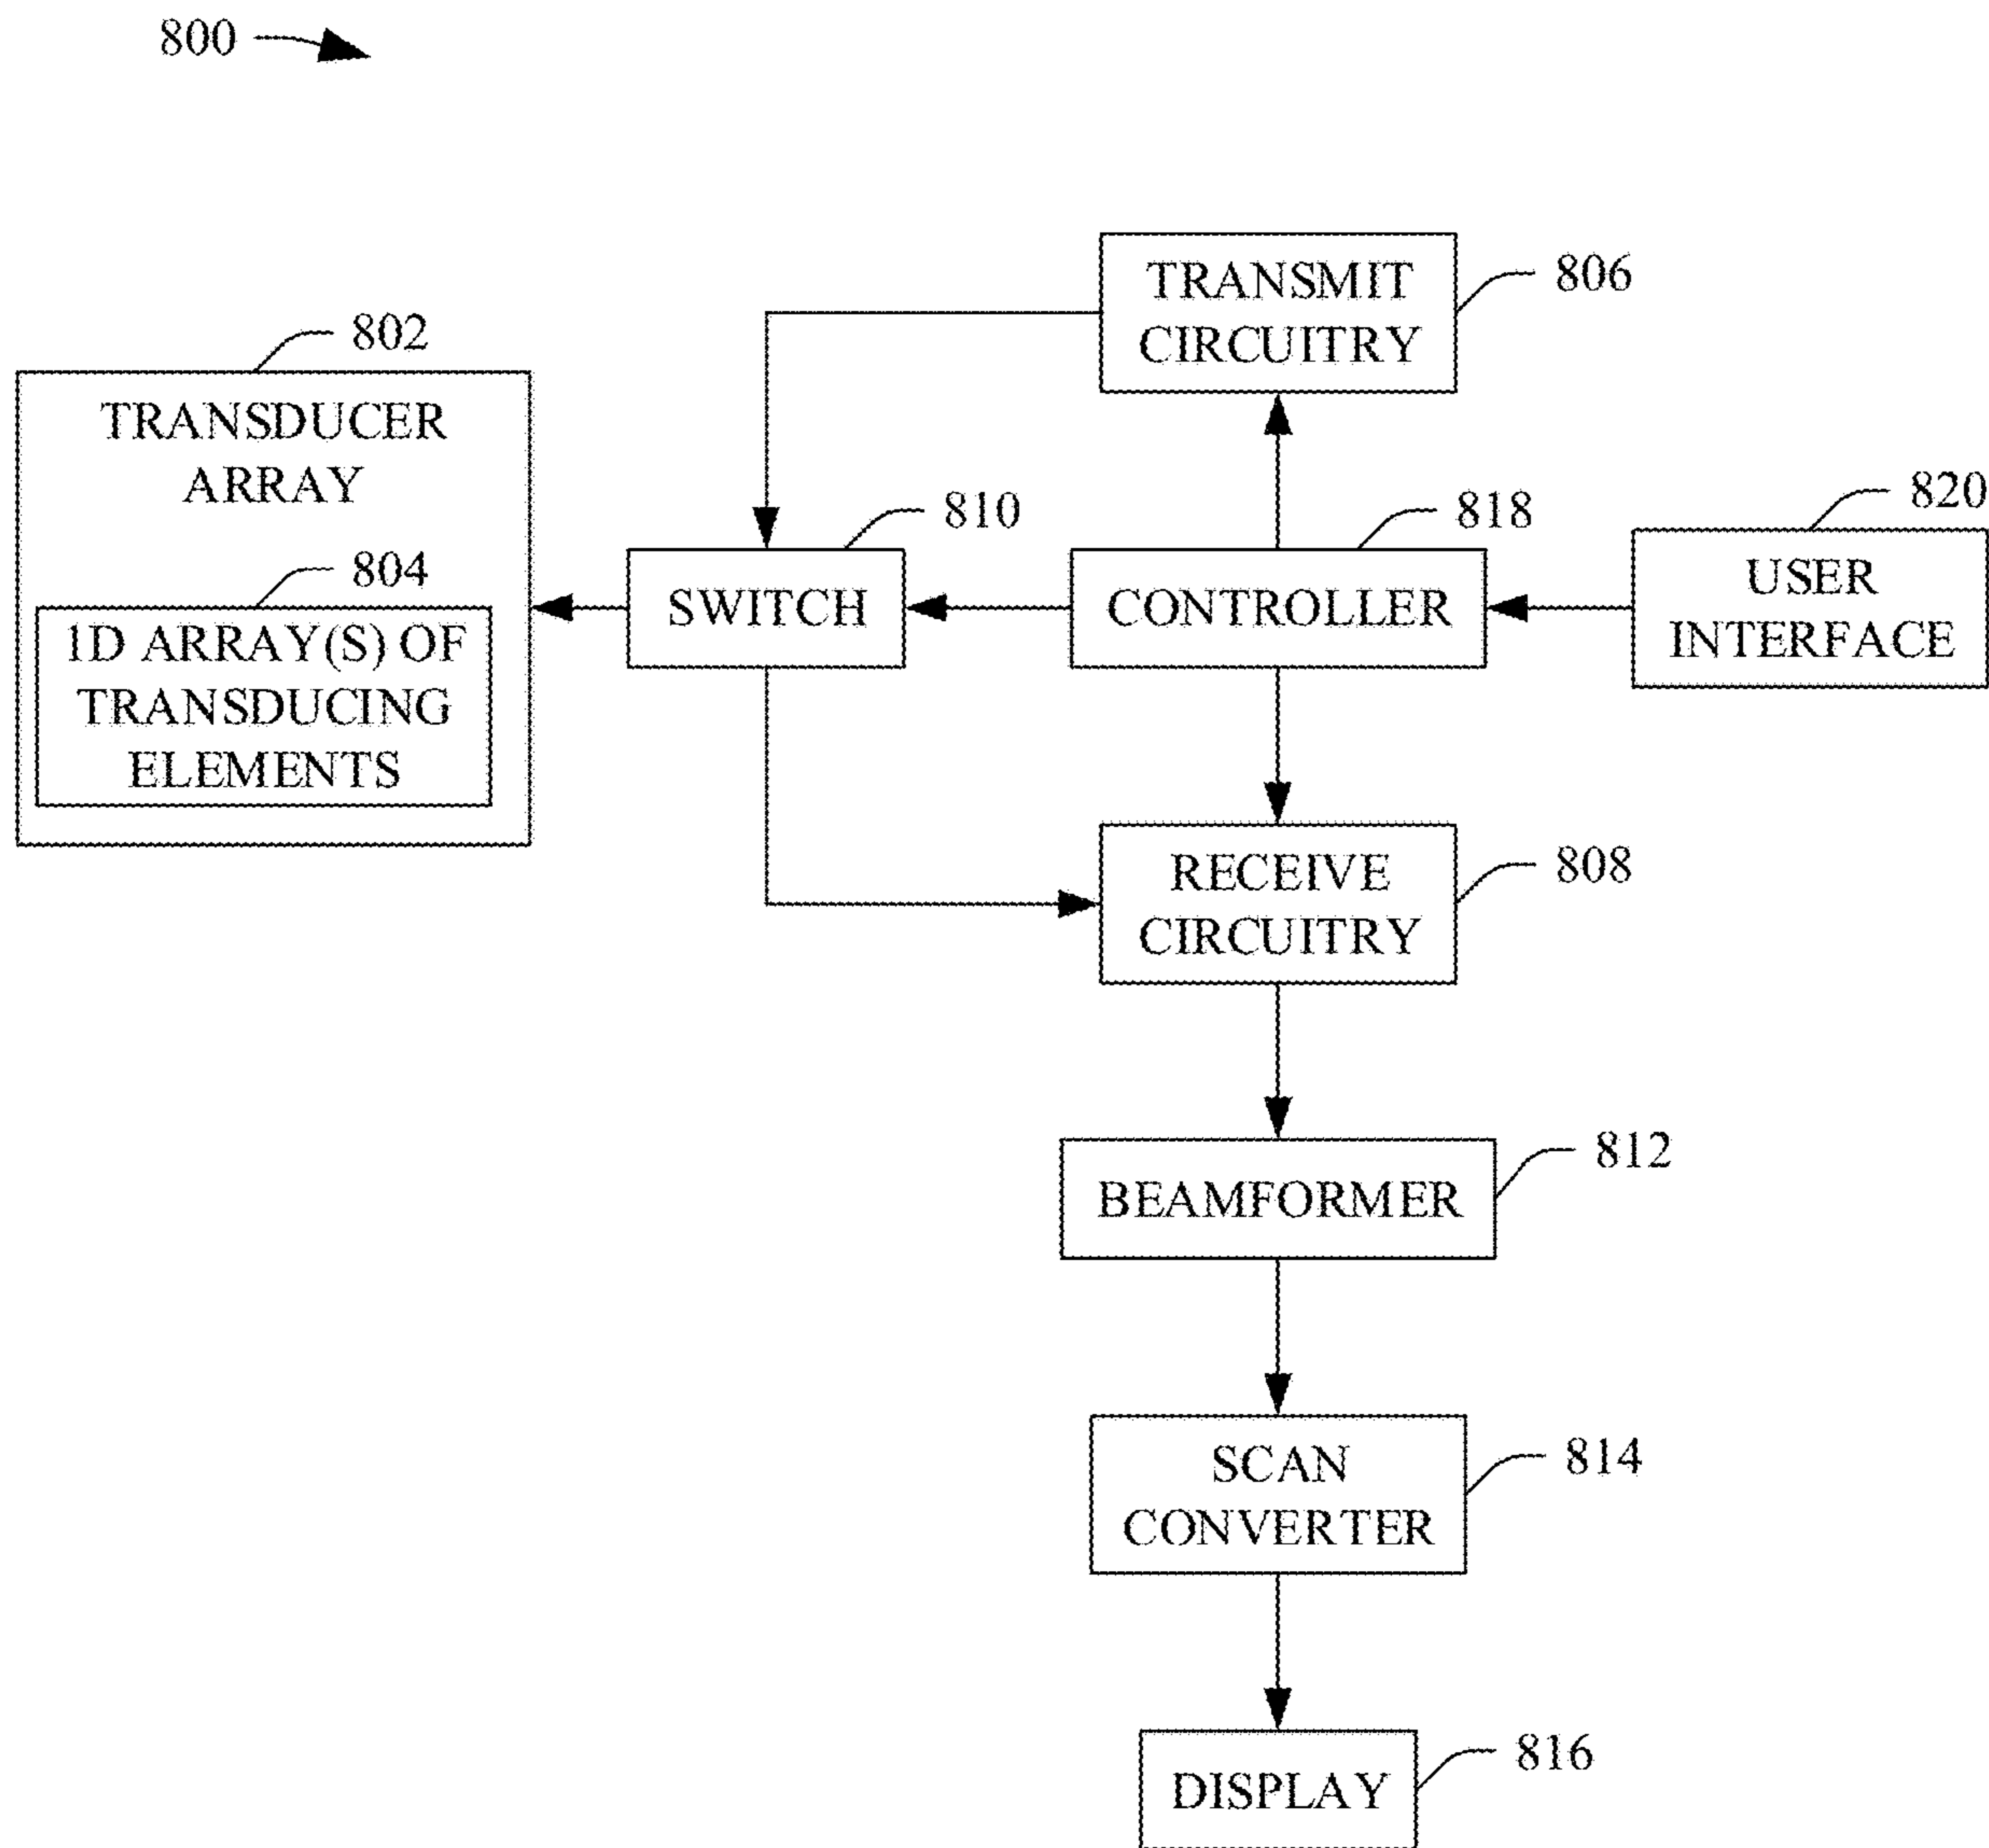 800
TRANSMIT
CIRCUITRY
806
802
TRANSDUCER
ARRAY
804
1D ARRAY(S) OF
TRANSDUCING
ELEMENTS
810
SWITCH
818
CONTROLLER
820
USER
INTERFACE
RECEIVE
CIRCUITRY
808
BEAMFORMER
812
SCAN
CONVERTER
814
DISPLAY
816